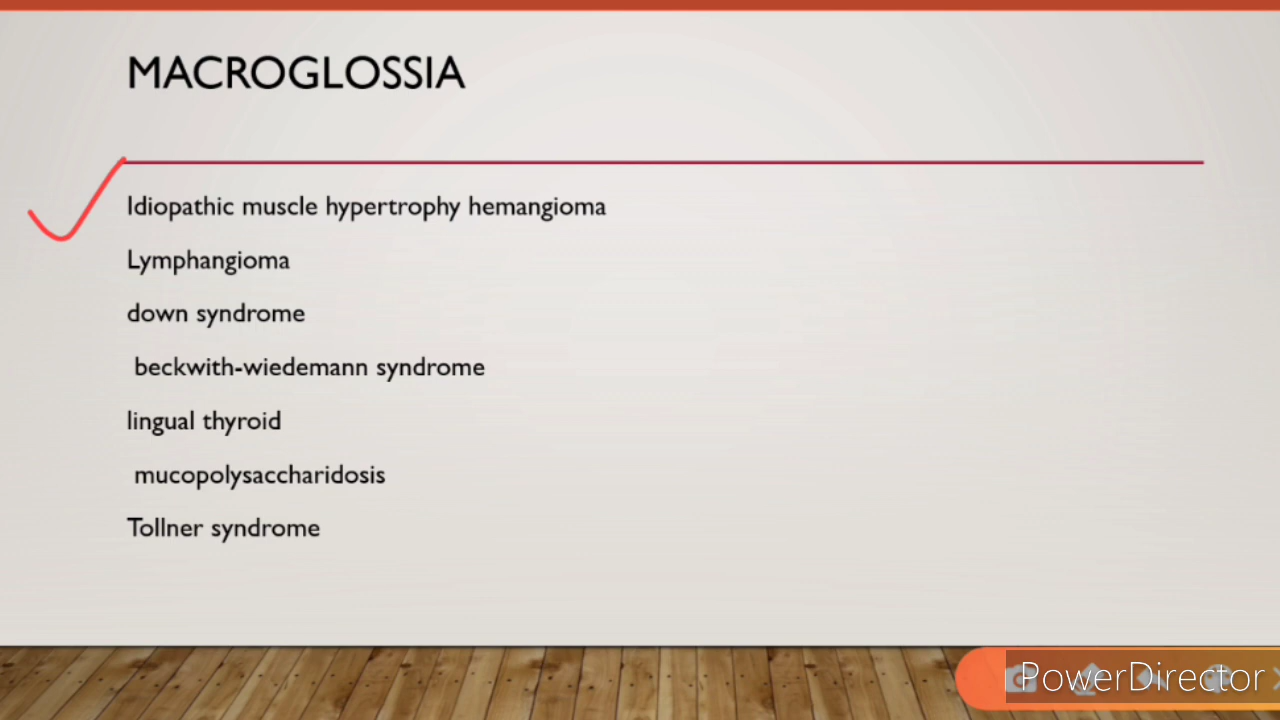 MACROGLOSSIA
Idiopathic muscle hypertrophy hemangioma
Lymphangioma
down syndrome
beckwith-wiedemann syndrome
lingual thyroid
mucopolysaccharidosis
Tollner syndrome
PowerDirector